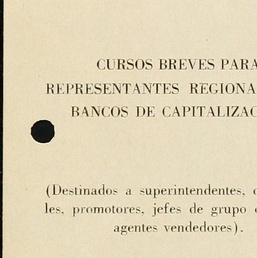 CURSOS BREVES PARA
REPRESENTANTES REGIONA
BANCOS DE CAPITALIZAC
(Destinados a superintendentes,
les, promotores, jefes de grupo
agentes vendedores).